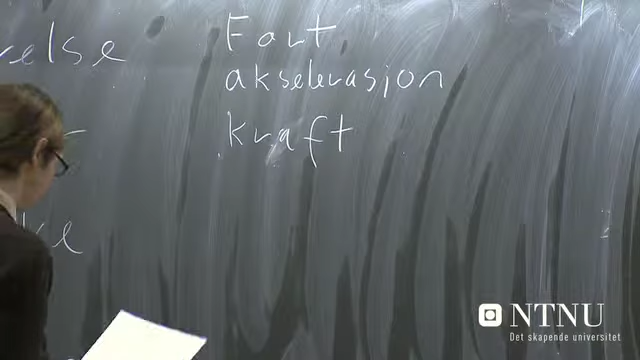 Fart
akselerasjon
kraft
NTNU
Det skapende universitet